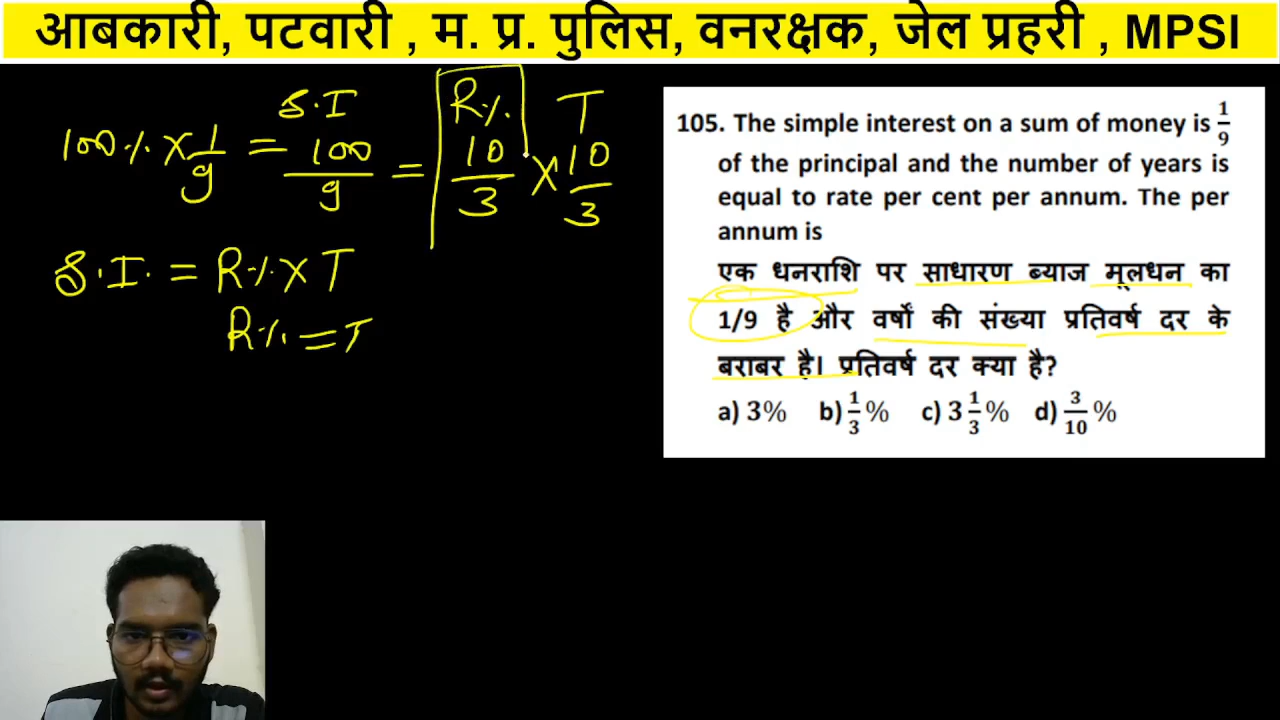 आबकारी, पटवारी , म. प्र. पुलिस, वनरक्षक, जेल प्रहरी , MPSI
S.I R% T
100% × 1/9 = 100/9 = 10/3 × 10/3
S.I. = R% × T
R% = T
105. The simple interest on a sum of money is 1/9
of the principal and the number of years is
equal to rate per cent per annum. The per
annum is
एक धनराशि पर साधारण ब्याज मूलधन का
1/9 है और वर्षों की संख्या प्रतिवर्ष दर के
बराबर है। प्रतिवर्ष दर क्या है?
a) 3% b) 1/3% c) 3 1/3% d) 3/10%